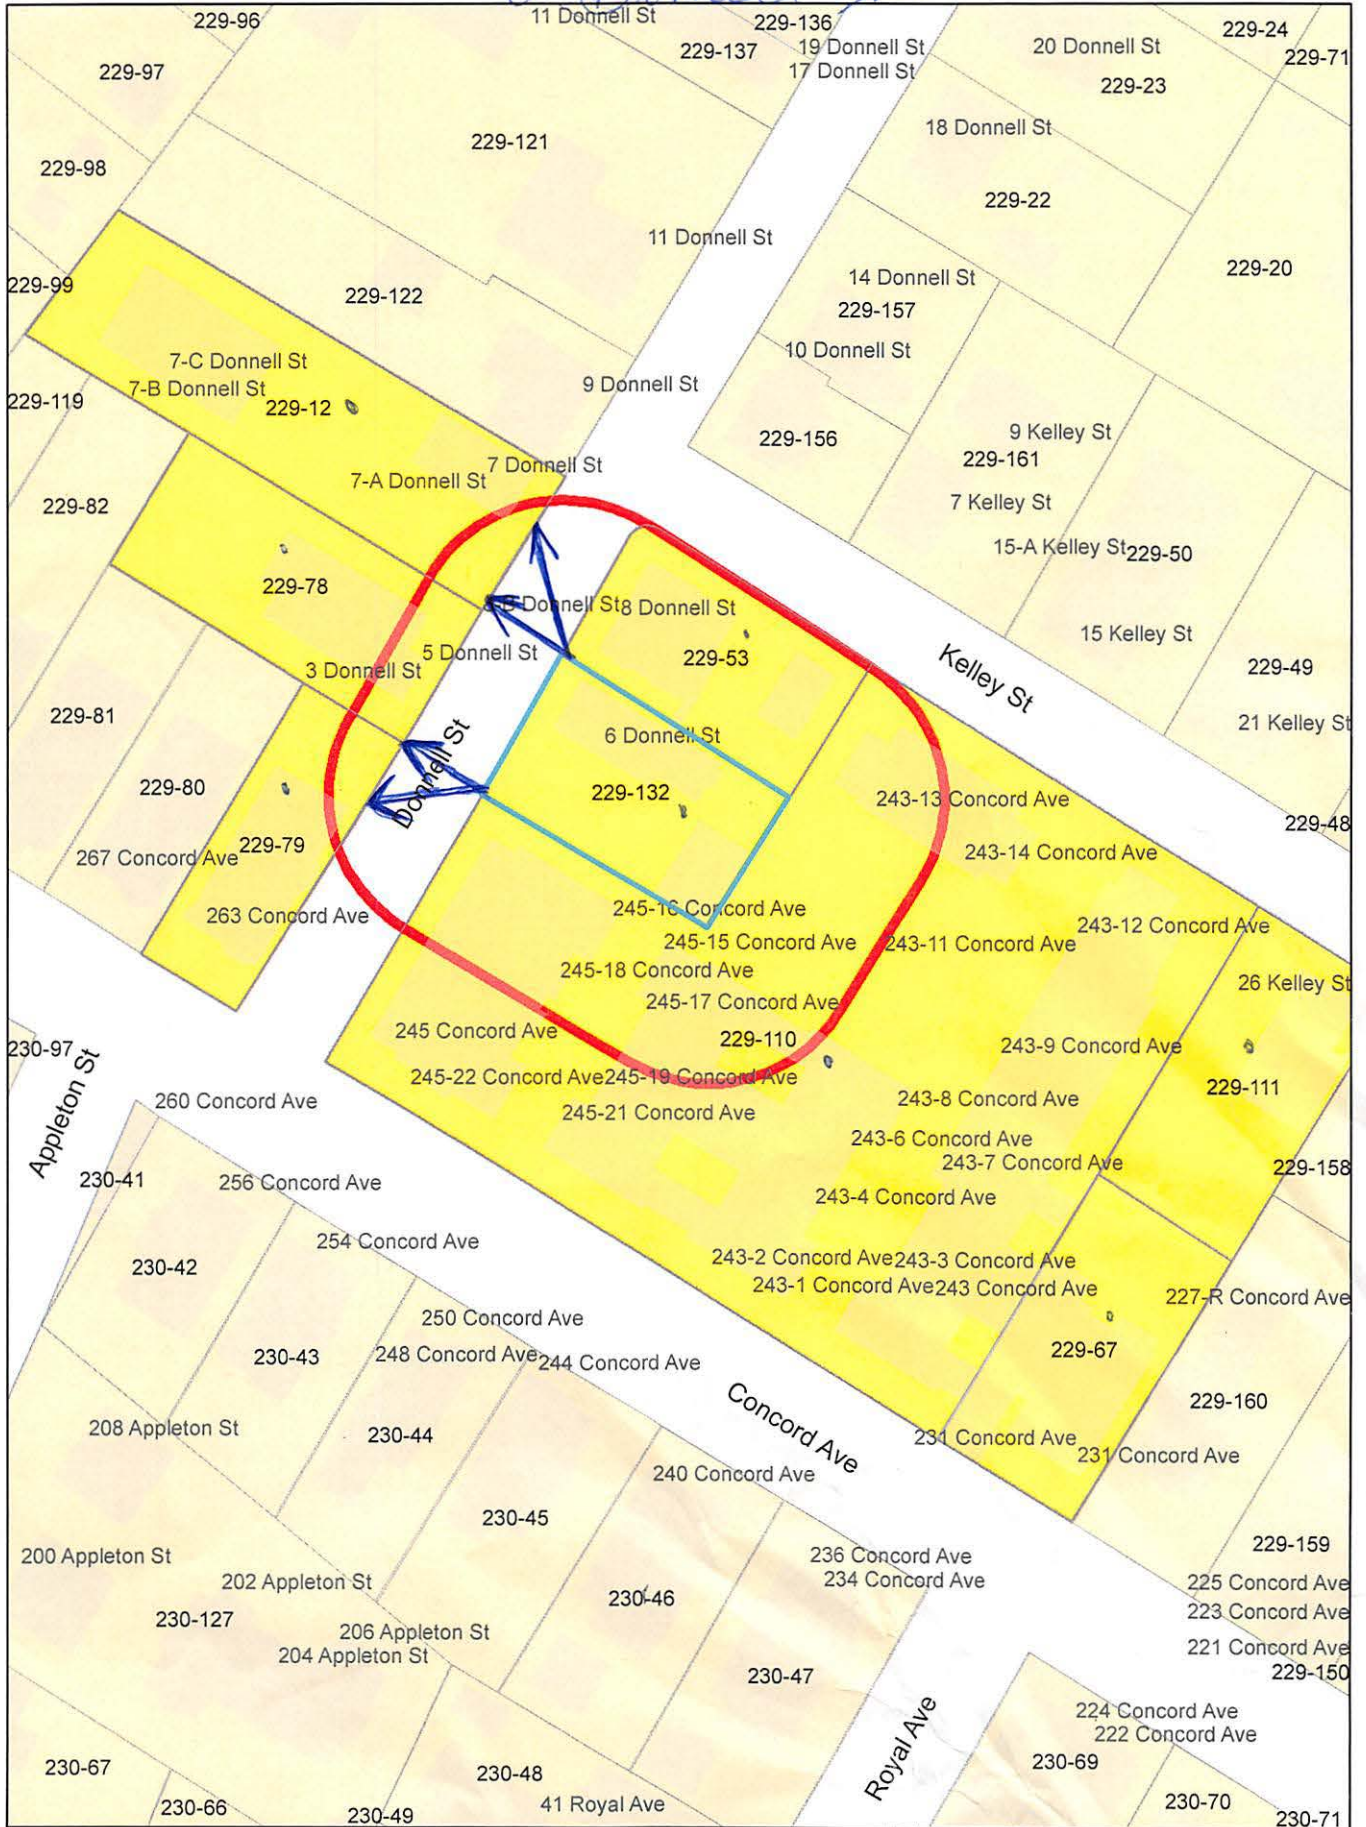 11 Donnell St
229-96
229-136
229-24
229-137
19 Donnell St
20 Donnell St
229-71
229-97
17 Donnell St
229-23
229-121
18 Donnell St
229-98
229-22
11 Donnell St
229-20
229-99
14 Donnell St
229-122
229-157
10 Donnell St
7-C Donnell St
7-B Donnell St
9 Donnell St
229-119
229-12
229-156
9 Kelley St
229-161
7 Donnell St
7-A Donnell St
229-82
7 Kelley St
15-A Kelley St
229-50
229-78
8-B Donnell St
8 Donnell St
15 Kelley St
5 Donnell St
229-53
3 Donnell St
Kelley St
229-49
229-81
21 Kelley St
6 Donnell St
Donnell St
229-80
229-132
243-13 Concord Ave
229-48
229-79
267 Concord Ave
243-14 Concord Ave
263 Concord Ave
245-16 Concord Ave
243-12 Concord Ave
245-15 Concord Ave
243-11 Concord Ave
245-18 Concord Ave
26 Kelley St
245-17 Concord Ave
245 Concord Ave
229-110
243-9 Concord Ave
230-97
245-22 Concord Ave
245-19 Concord Ave
229-111
Appleton St
260 Concord Ave
243-8 Concord Ave
245-21 Concord Ave
243-6 Concord Ave
243-7 Concord Ave
229-158
230-41
256 Concord Ave
243-4 Concord Ave
254 Concord Ave
243-2 Concord Ave
243-3 Concord Ave
230-42
243-1 Concord Ave
243 Concord Ave
227-R Concord Ave
250 Concord Ave
230-43
248 Concord Ave
244 Concord Ave
229-67
Concord Ave
229-160
208 Appleton St
230-44
231 Concord Ave
231 Concord Ave
240 Concord Ave
230-45
229-159
200 Appleton St
236 Concord Ave
202 Appleton St
234 Concord Ave
225 Concord Ave
230-46
223 Concord Ave
230-127
206 Appleton St
221 Concord Ave
204 Appleton St
229-150
230-47
224 Concord Ave
222 Concord Ave
Royal Ave
230-69
230-67
230-48
230-66
230-49
41 Royal Ave
230-70
230-71